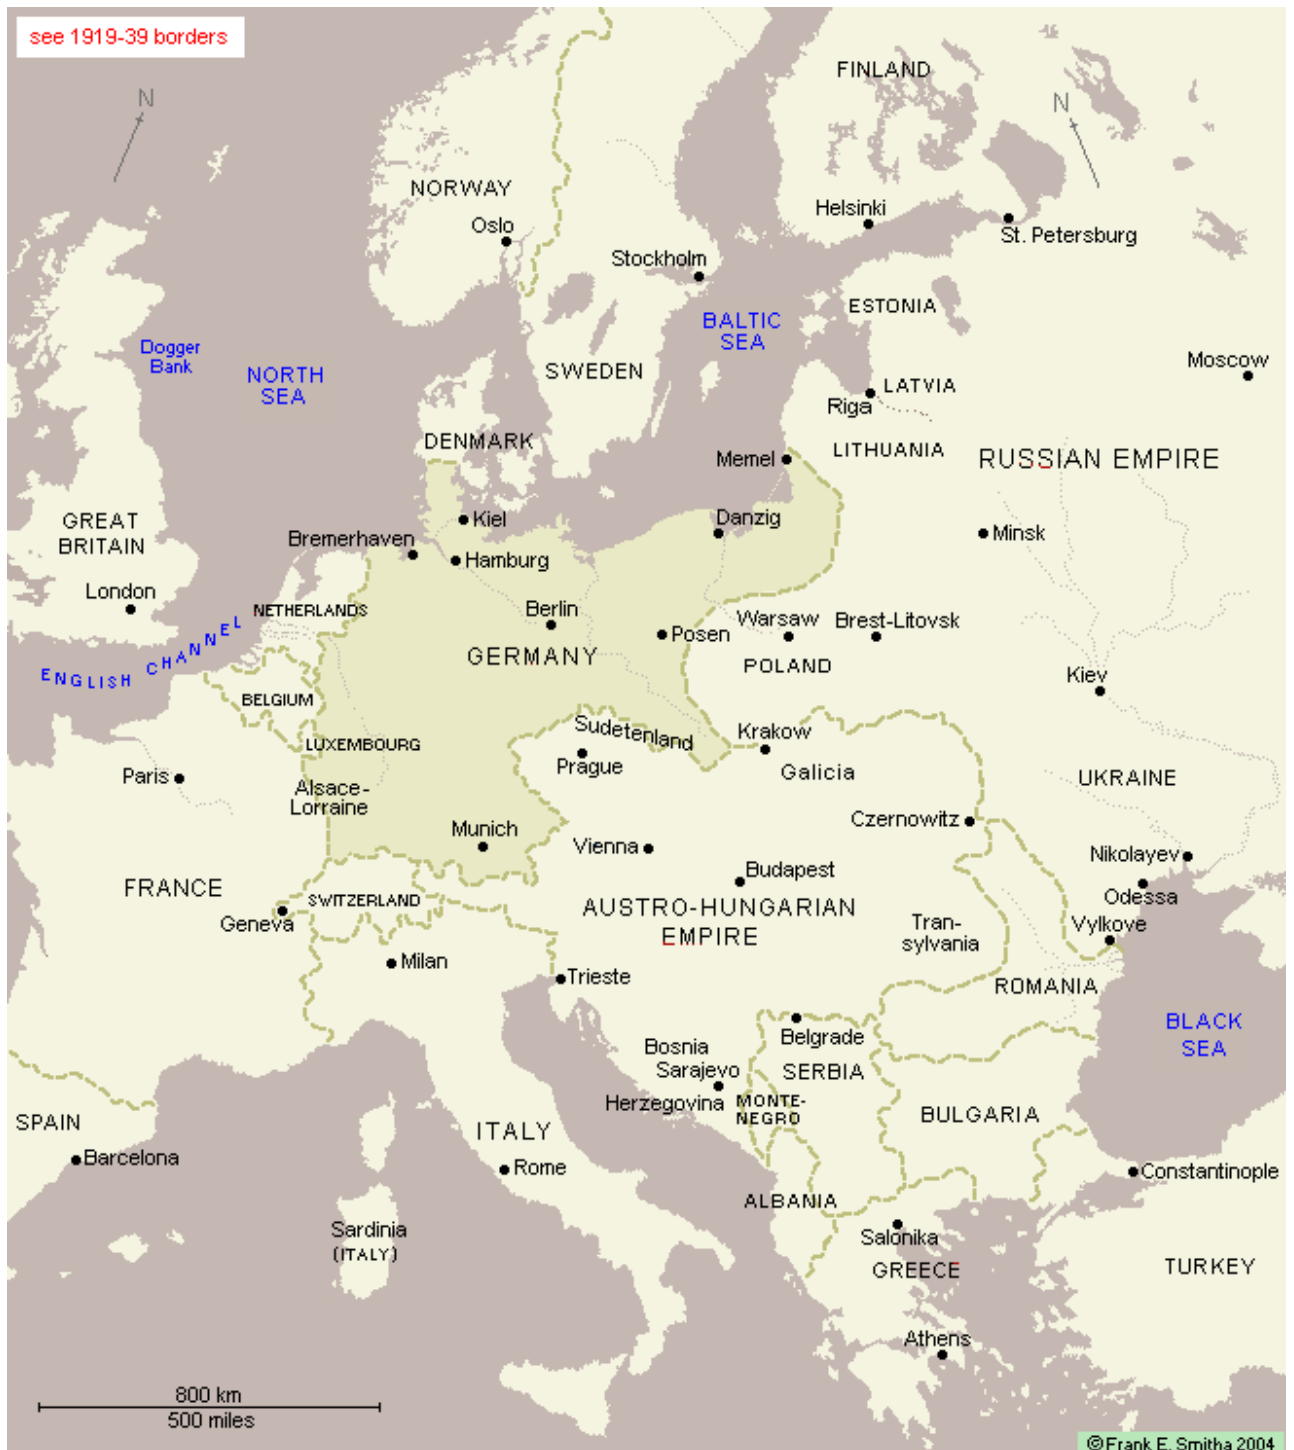 see 1919-39 borders
N
N
FINLAND
NORWAY
Oslo
Helsinki
St. Petersburg
Stockholm
ESTONIA
BALTIC
SEA
Dogger
Bank
NORTH
SEA
SWEDEN
Moscow
LATVIA
Riga
DENMARK
LITHUANIA
Memel
RUSSIAN EMPIRE
GREAT
BRITAIN
Kiel
Danzig
Bremerhaven
Hamburg
Minsk
London
NETHERLANDS
Berlin
Warsaw
Brest-Litovsk
Posen
ENGLISH CHANNEL
GERMANY
POLAND
Kiev
BELGIUM
Sudetenland
Krakow
LUXEMBOURG
Prague
Galicia
Paris
UKRAINE
Alsace-
Lorraine
Munich
Czernowitz
Vienna
Nikolayev
Budapest
FRANCE
Odessa
SWITZERLAND
Geneva
AUSTRO-HUNGARIAN
EMPIRE
Tran-
sylvania
Vylkove
Milan
Trieste
ROMANIA
BLACK
SEA
Belgrade
Bosnia
Sarajevo
Herzegovina
SERBIA
MONTE-
NEGRO
SPAIN
ITALY
BULGARIA
Barcelona
Rome
Constantinople
ALBANIA
Sardinia
(ITALY)
Salonika
GREECE
TURKEY
Athens
800 km
500 miles
©Frank E. Smitha 2004